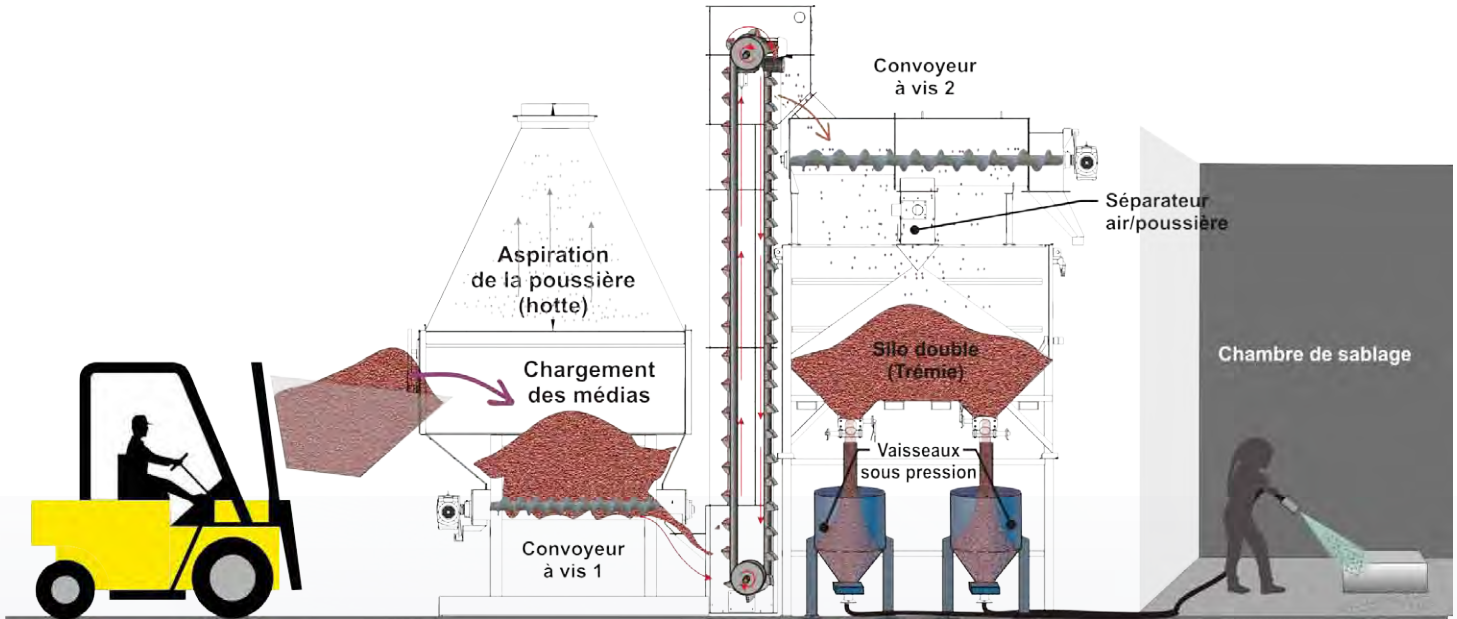 Convoyeur
à vis 2
Séparateur
air/poussière
Aspiration
de la poussière
(hotte)
Chargement
des médias
Silo double
(Trémie)
Chambre de sablage
Vaisseaux
sous pression
Convoyeur
à vis 1